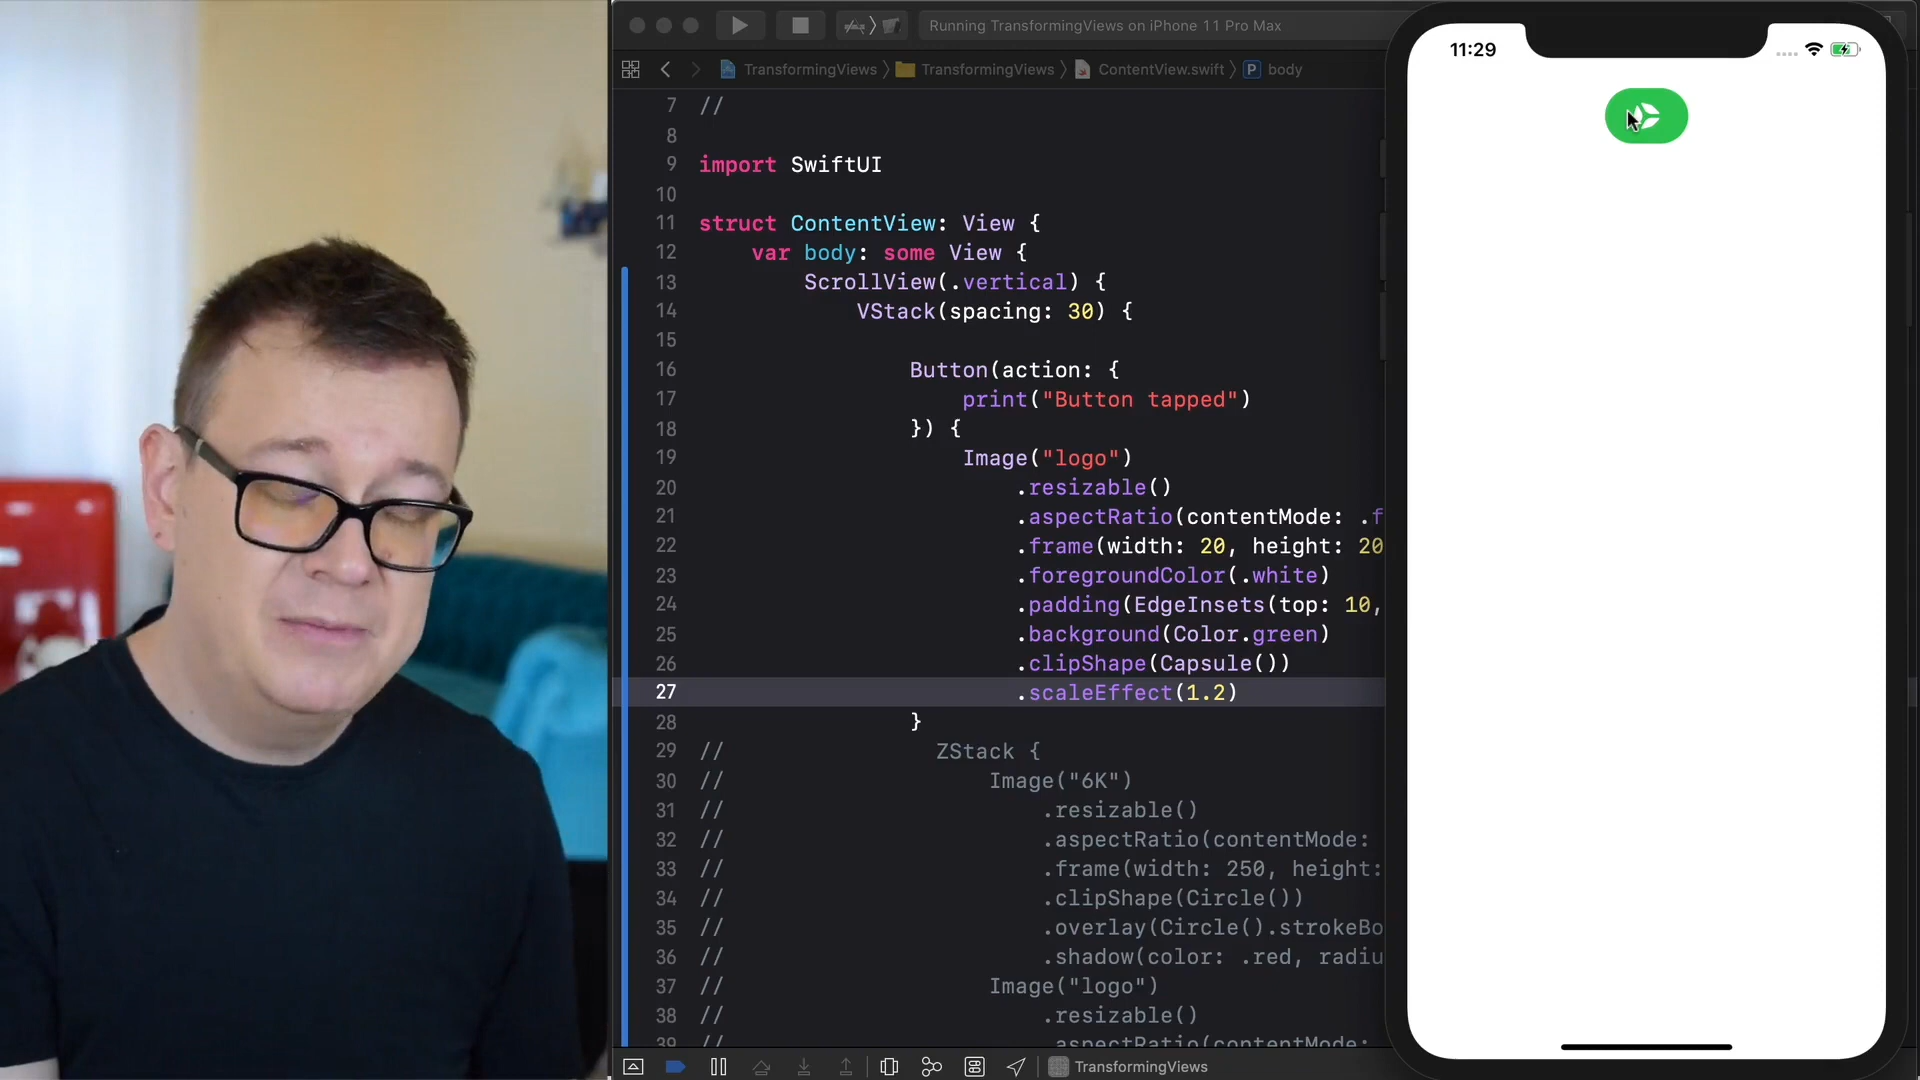 Running TransformingViews on iPhone 11 Pro Max
TransformingViews 〉 TransformingViews 〉 ContentView.swift 〉 P body
7 //
8
9 import SwiftUI
10
11 struct ContentView: View {
12 var body: some View {
13 ScrollView(.vertical) {
14 VStack(spacing: 30) {
15
16 Button(action: {
17 print("Button tapped")
18 }) {
19 Image("logo")
20 .resizable()
21 .aspectRatio(contentMode: .f
22 .frame(width: 20, height: 20
23 .foregroundColor(.white)
24 .padding(EdgeInsets(top: 10,
25 .background(Color.green)
26 .clipShape(Capsule())
27 .scaleEffect(1.2)
28 }
29 // ZStack {
30 // Image("6K")
31 // .resizable()
32 // .aspectRatio(contentMode:
33 // .frame(width: 250, height:
34 // .clipShape(Circle())
35 // .overlay(Circle().strokeBo
36 // .shadow(color: .red, radiu
37 // Image("logo")
38 // .resizable()
39 // .aspectRatio(contentMode:
TransformingViews
11:29